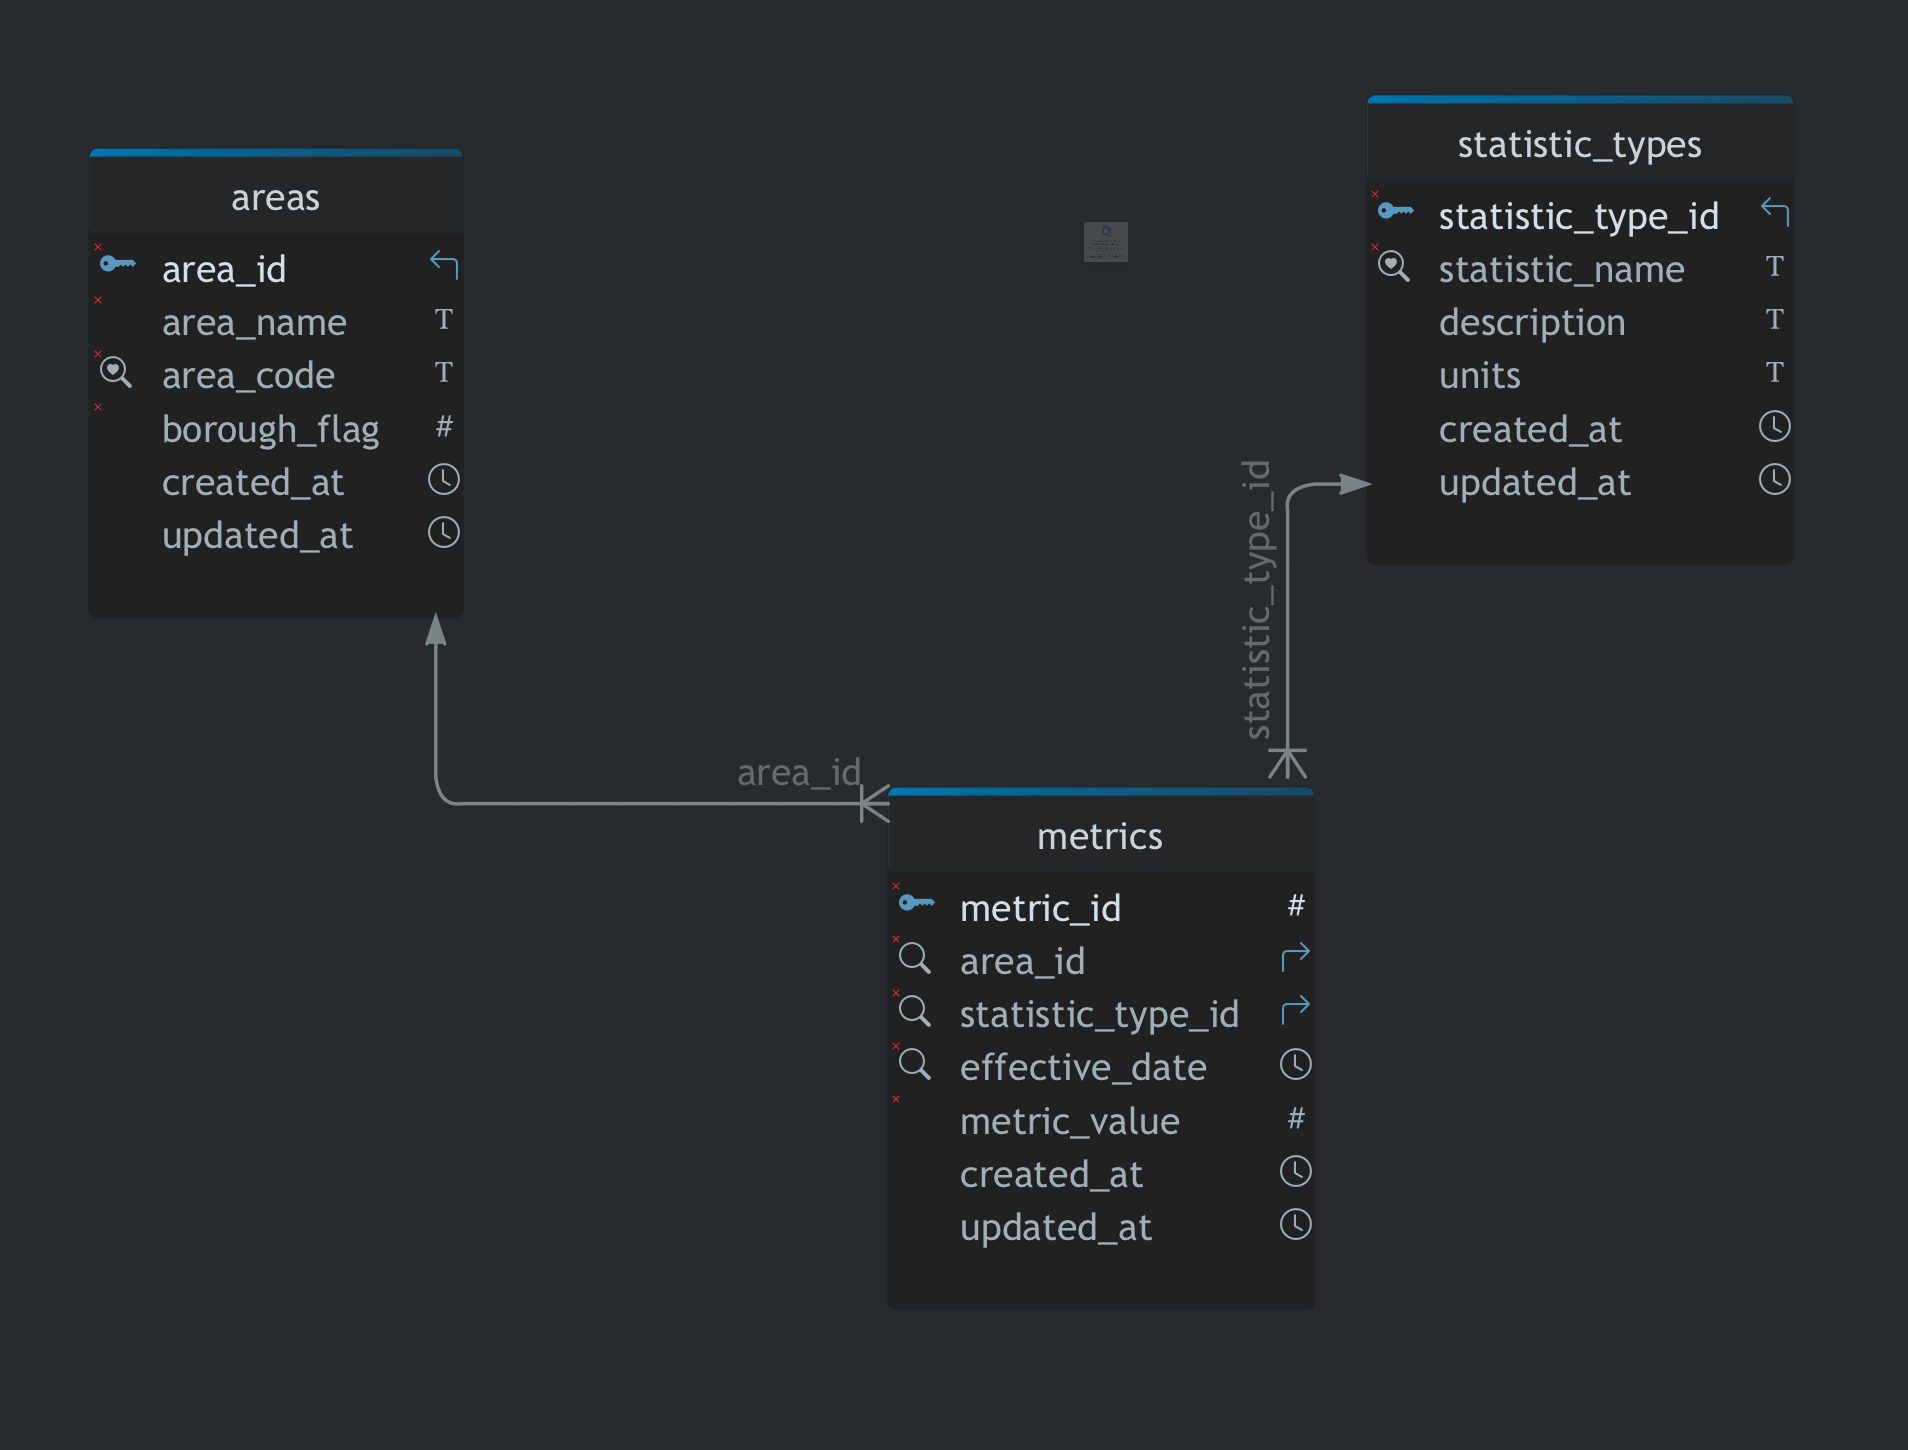 areas
area_id
area_name T
area_code T
borough_flag #
created_at
updated_at
statistic_types
statistic_type_id
statistic_name T
description T
units T
created_at
updated_at
area_id
statistic_type_id
metrics
metric_id #
area_id
statistic_type_id
effective_date
metric_value #
created_at
updated_at